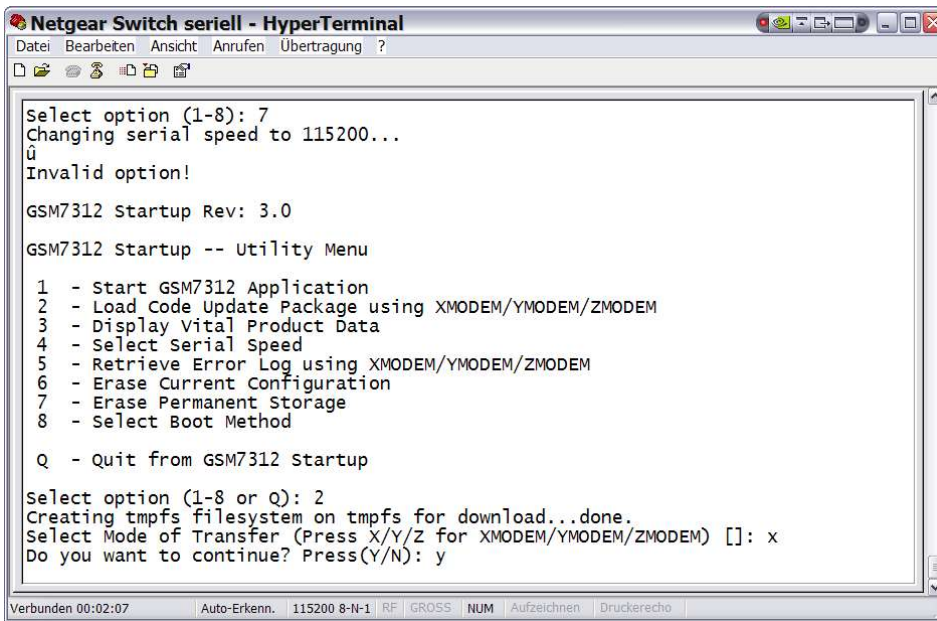 Netgear Switch seriell - HyperTerminal
Datei Bearbeiten Ansicht Anrufen Übertragung ?
Select option (1-8): 7
Changing serial speed to 115200...
û
Invalid option!
GSM7312 Startup Rev: 3.0
GSM7312 Startup -- Utility Menu
1 - Start GSM7312 Application
2 - Load Code Update Package using XMODEM/YMODEM/ZMODEM
3 - Display Vital Product Data
4 - Select Serial Speed
5 - Retrieve Error Log using XMODEM/YMODEM/ZMODEM
6 - Erase Current Configuration
7 - Erase Permanent Storage
8 - Select Boot Method
Q - Quit from GSM7312 Startup
Select option (1-8 or Q): 2
Creating tmpfs filesystem on tmpfs for download...done.
Select Mode of Transfer (Press X/Y/Z for XMODEM/YMODEM/ZMODEM) []: x
Do you want to continue? Press(Y/N): y
Verbunden 00:02:07 Auto-Erkenn. 115200 8-N-1 RF GROSS NUM Aufzeichnen Druckerecho